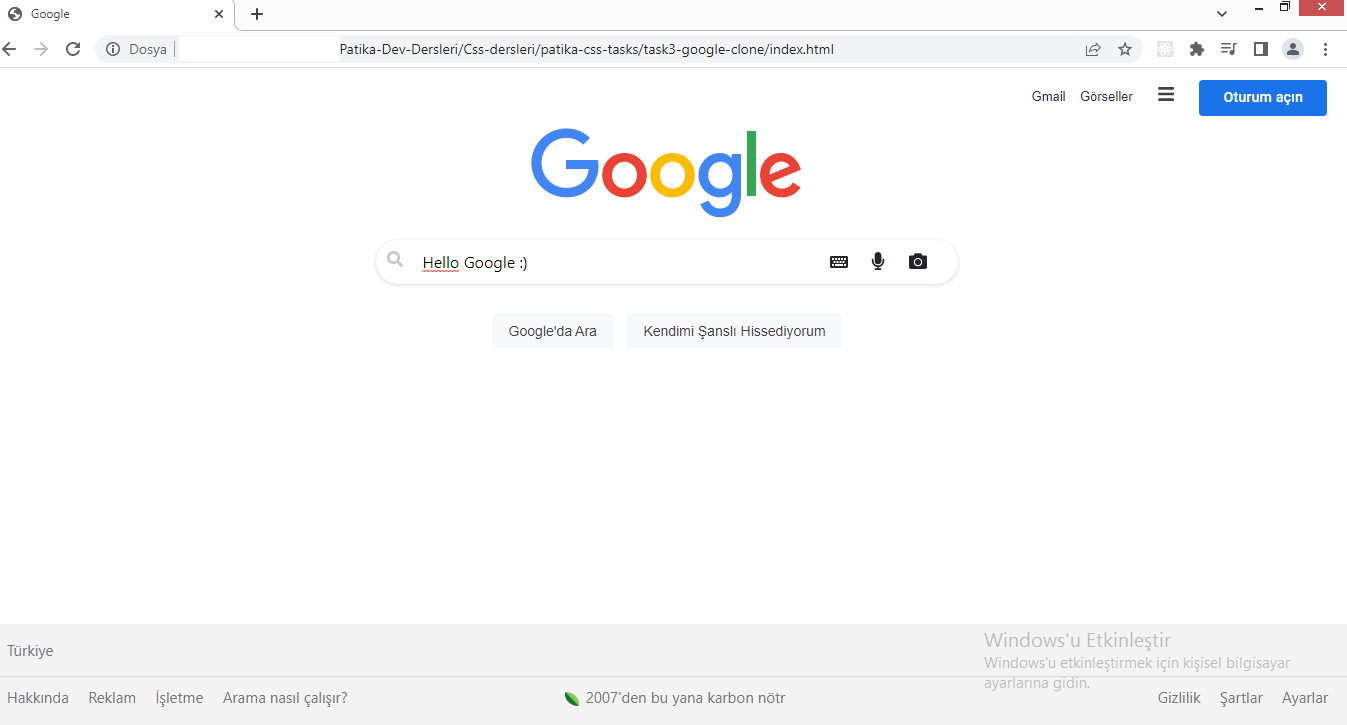 Google
Dosya Patika-Dev-Dersleri/Css-dersleri/patika-css-tasks/task3-google-clone/index.html
Gmail Görseller Oturum açın
Google
Hello Google :)
Google'da Ara Kendimi Şanslı Hissediyorum
Türkiye
Windows'u Etkinleştir
Windows'u etkinleştirmek için kişisel bilgisayar
ayarlarına gidin.
Hakkında Reklam İşletme Arama nasıl çalışır? 2007'den bu yana karbon nötr Gizlilik Şartlar Ayarlar